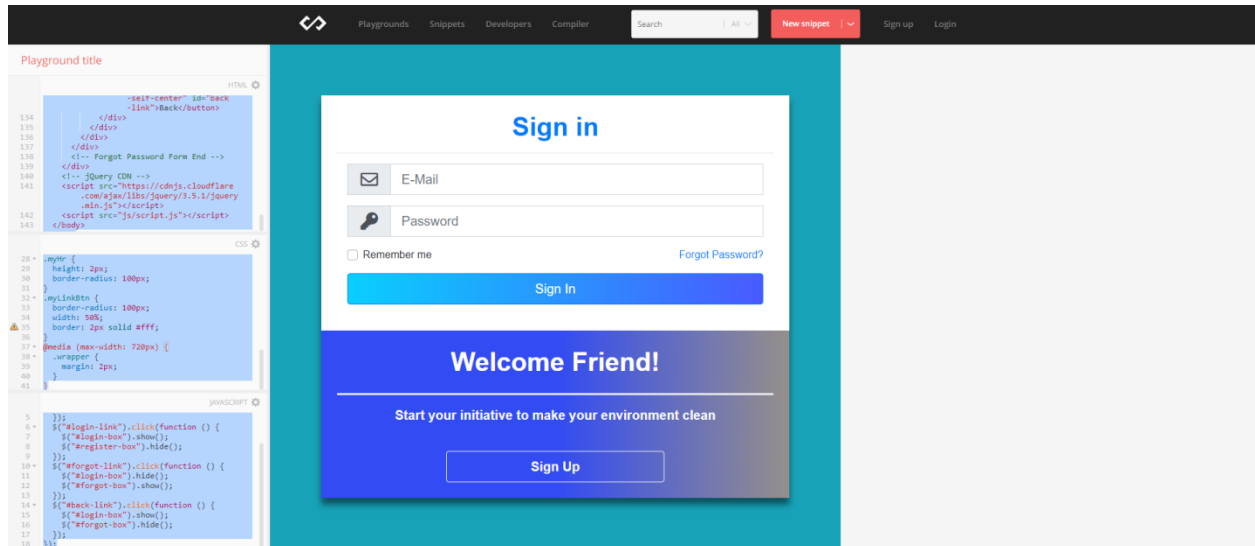 Playgrounds Snippets Developers Compiler Search All New snippet Sign up Login
Playground title
HTML
-self-center" id="back
-link">Back</button>
134 </div>
135 </div>
136 </div>
137 </div>
138 <!-- Forgot Password Form End -->
139 </div>
140 <!-- jQuery CDN -->
141 <script src="https://cdnjs.cloudflare
.com/ajax/libs/jquery/3.5.1/jquery
.min.js"></script>
142 <script src="js/script.js"></script>
143 </body>
CSS
28 .myHr {
29 height: 2px;
30 border-radius: 100px;
31 }
32 .myLinkBtn {
33 border-radius: 100px;
34 width: 50%;
35 border: 2px solid #fff;
36 }
37 @media (max-width: 720px) {
38 .wrapper {
39 margin: 2px;
40 }
41 }
JAVASCRIPT
5 });
6 $("#login-link").click(function () {
7 $("#login-box").show();
8 $("#register-box").hide();
9 });
10 $("#forgot-link").click(function () {
11 $("#login-box").hide();
12 $("#forgot-box").show();
13 });
14 $("#back-link").click(function () {
15 $("#login-box").show();
16 $("#forgot-box").hide();
17 });
18 });
Sign in
E-Mail
Password
Remember me Forgot Password?
Sign In
Welcome Friend!
Start your initiative to make your environment clean
Sign Up